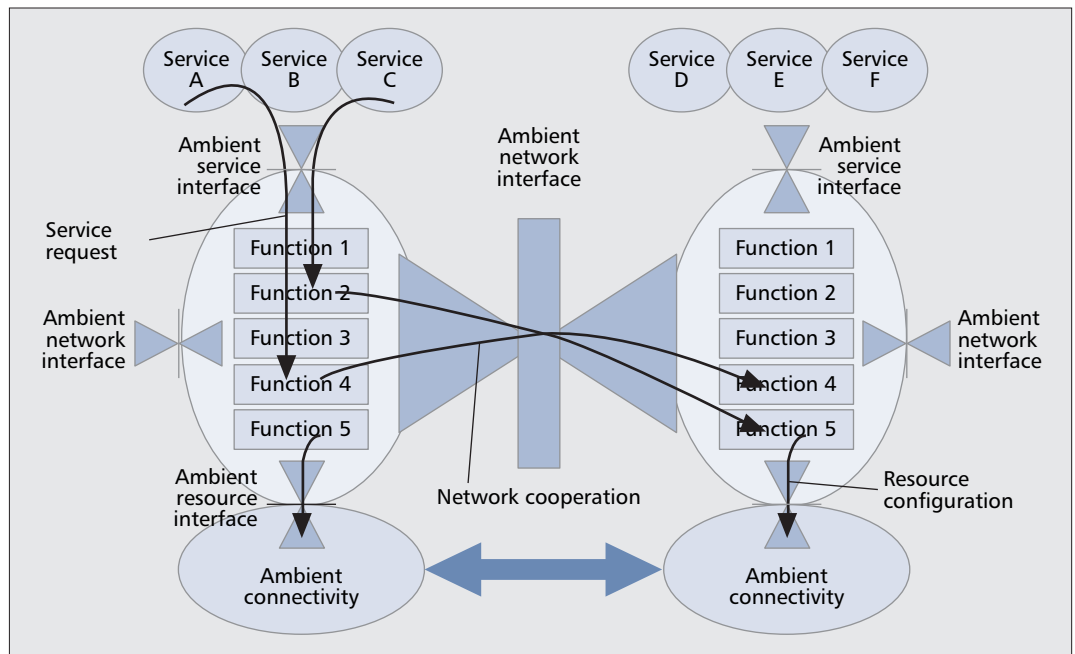 Service
A
Service
B
Service
C
Service
D
Service
E
Service
F
Ambient
service
interface
Ambient
network
interface
Ambient
service
interface
Service
request
Function 1
Function 2
Function 3
Function 4
Function 5
Function 1
Function 2
Function 3
Function 4
Function 5
Ambient
network
interface
Ambient
network
interface
Ambient
resource
interface
Network cooperation
Resource
configuration
Ambient
connectivity
Ambient
connectivity